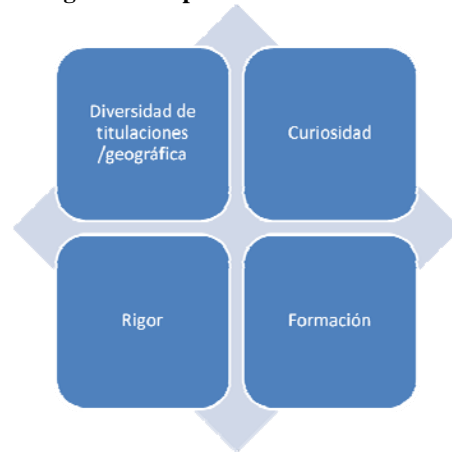 Diversidad de
titulaciones
/geográfica
Curiosidad
Rigor
Formación